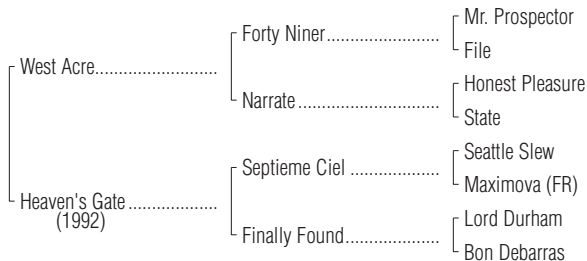 Mr. Prospector
Forty Niner........................
File
West Acre..........................
Honest Pleasure
Narrate..............................
State
Seattle Slew
Septieme Ciel ...................
Maximova (FR)
Heaven's Gate ...................
(1992)
Lord Durham
Finally Found....................
Bon Debarras